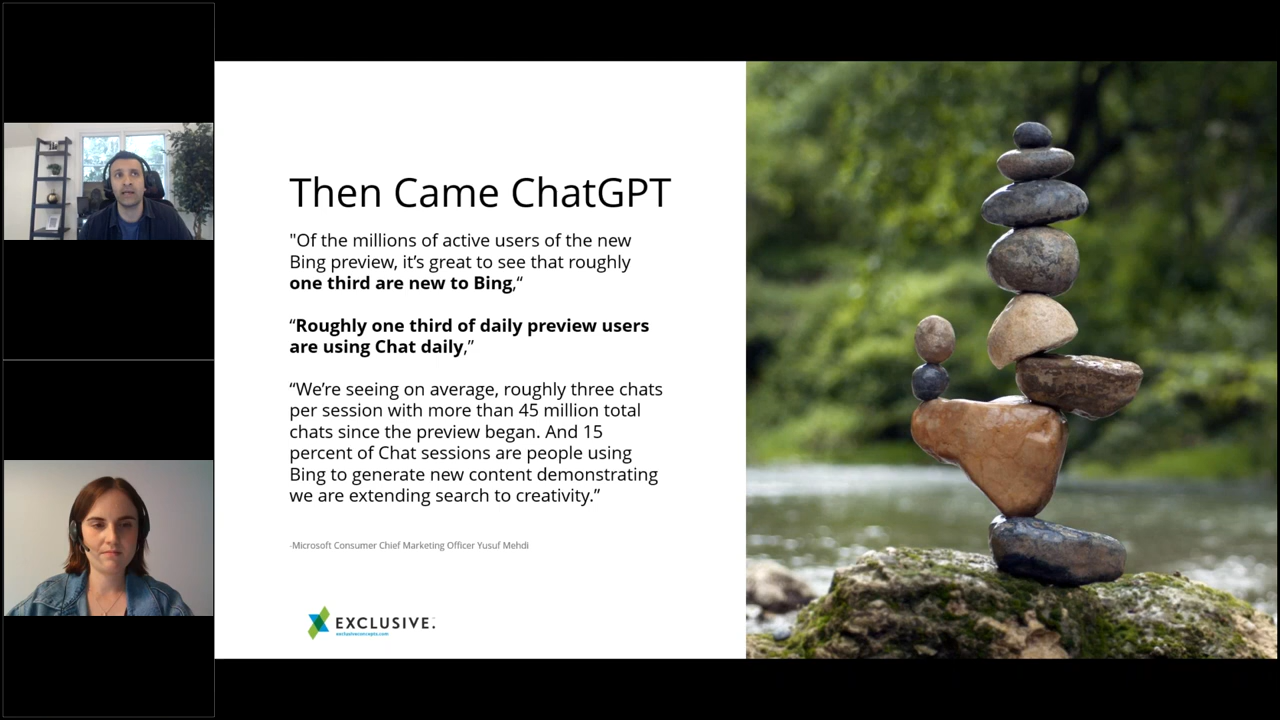 Then Came ChatGPT
"Of the millions of active users of the new
Bing preview, it’s great to see that roughly
one third are new to Bing,“
“Roughly one third of daily preview users
are using Chat daily,”
“We’re seeing on average, roughly three chats
per session with more than 45 million total
chats since the preview began. And 15
percent of Chat sessions are people using
Bing to generate new content demonstrating
we are extending search to creativity.”
-Microsoft Consumer Chief Marketing Officer Yusuf Mehdi
EXCLUSIVE.
exclusiveconcepts.com